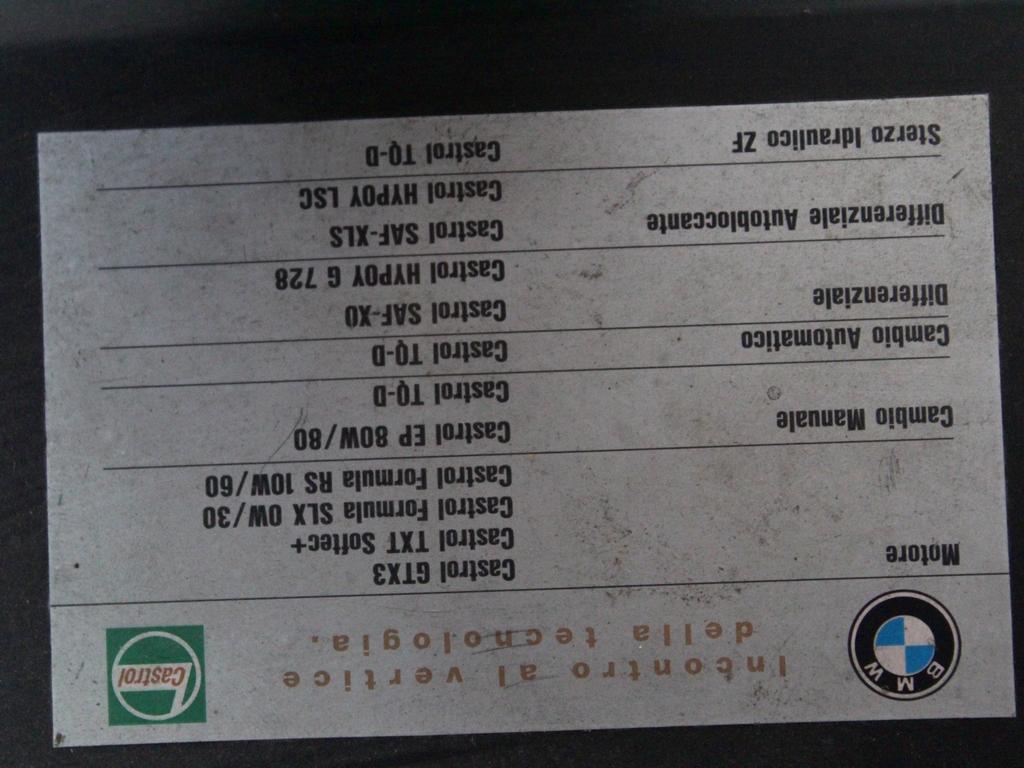 BMW
Incontro al vertice
della tecnologia.
Castrol
Motore Castrol GTX3
Castrol TXT Softec+
Castrol Formula SLX 0W/30
Castrol Formula RS 10W/60
Cambio Manuale Castrol EP 80W/80
Castrol TQ-D
Cambio Automatico Castrol TQ-D
Differenziale Castrol SAF-XO
Castrol HYPOY G 728
Differenziale Autobloccante Castrol SAF-XLS
Castrol HYPOY LSC
Sterzo Idraulico ZF Castrol TQ-D